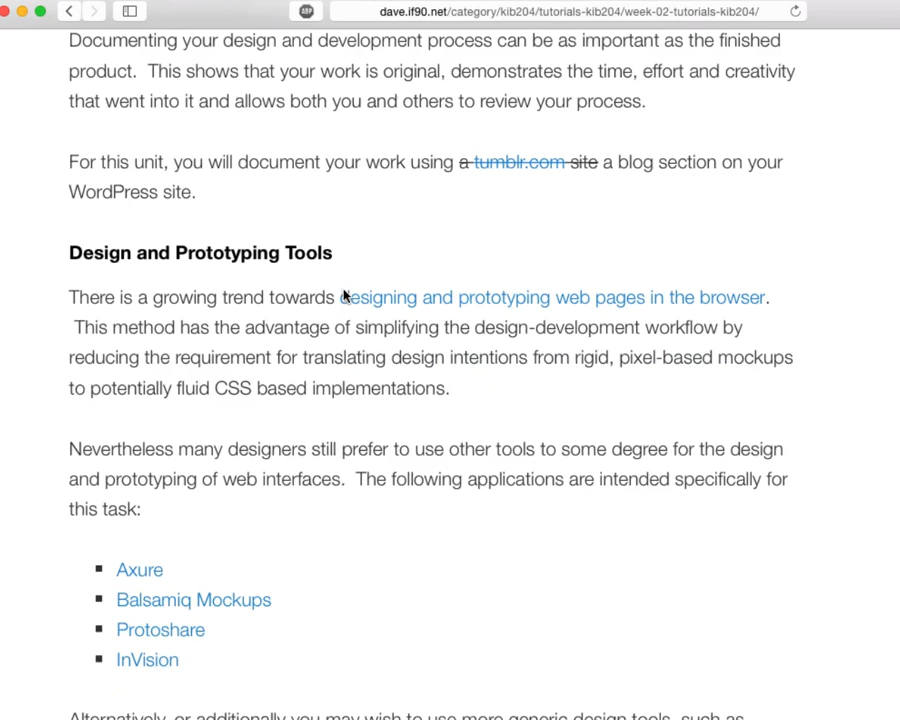 ABP
dave.if90.net/category/kib204/tutorials-kib204/week-02-tutorials-kib204/
Documenting your design and development process can be as important as the finished
product.  This shows that your work is original, demonstrates the time, effort and creativity
that went into it and allows both you and others to review your process.
For this unit, you will document your work using a tumblr.com site a blog section on your
WordPress site.
Design and Prototyping Tools
There is a growing trend towards designing and prototyping web pages in the browser.
This method has the advantage of simplifying the design-development workflow by
reducing the requirement for translating design intentions from rigid, pixel-based mockups
to potentially fluid CSS based implementations.
Nevertheless many designers still prefer to use other tools to some degree for the design
and prototyping of web interfaces.  The following applications are intended specifically for
this task:
Axure
Balsamiq Mockups
Protoshare
InVision
Alternatively, or additionally you may wish to use more generic design tools, such as